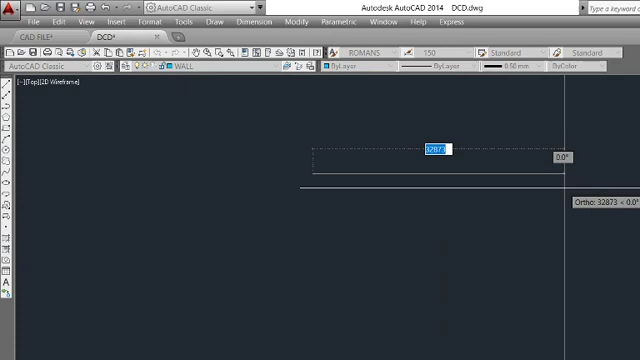 AutoCAD Classic
Autodesk AutoCAD 2014 DCD.dwg
Type a keyword
Edit View Insert Format Tools Draw Dimension Modify Parametric Window Help Express
CAD FILE* DCD*
ROMANS 150 Standard Standard
AutoCAD Classic WALL ByLayer ByLayer 0.50 mm ByColor
[−][Top][2D Wireframe]
32873
0.0°
Ortho: 32873 < 0.0°
A